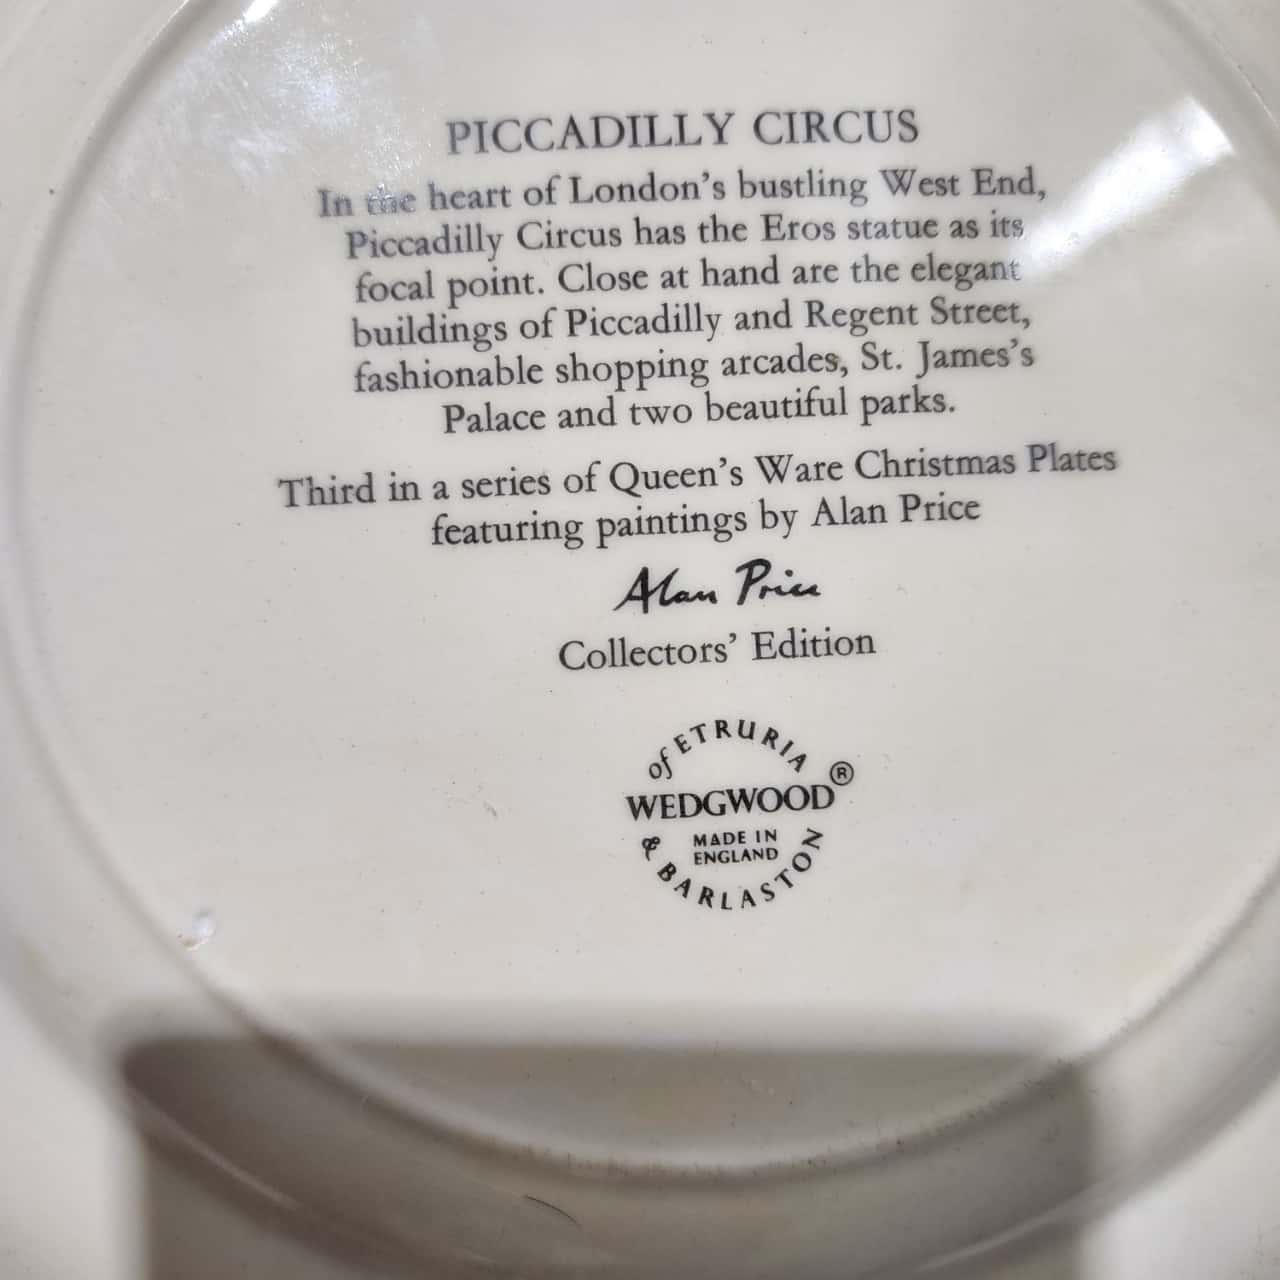 PICCADILLY CIRCUS
In the heart of London's bustling West End,
Piccadilly Circus has the Eros statue as its
focal point. Close at hand are the elegant
buildings of Piccadilly and Regent Street,
fashionable shopping arcades, St. James's
Palace and two beautiful parks.
Third in a series of Queen's Ware Christmas Plates
featuring paintings by Alan Price
Alan Price
Collectors' Edition
of ETRURIA
WEDGWOOD®
MADE IN
ENGLAND
& BARLASTON